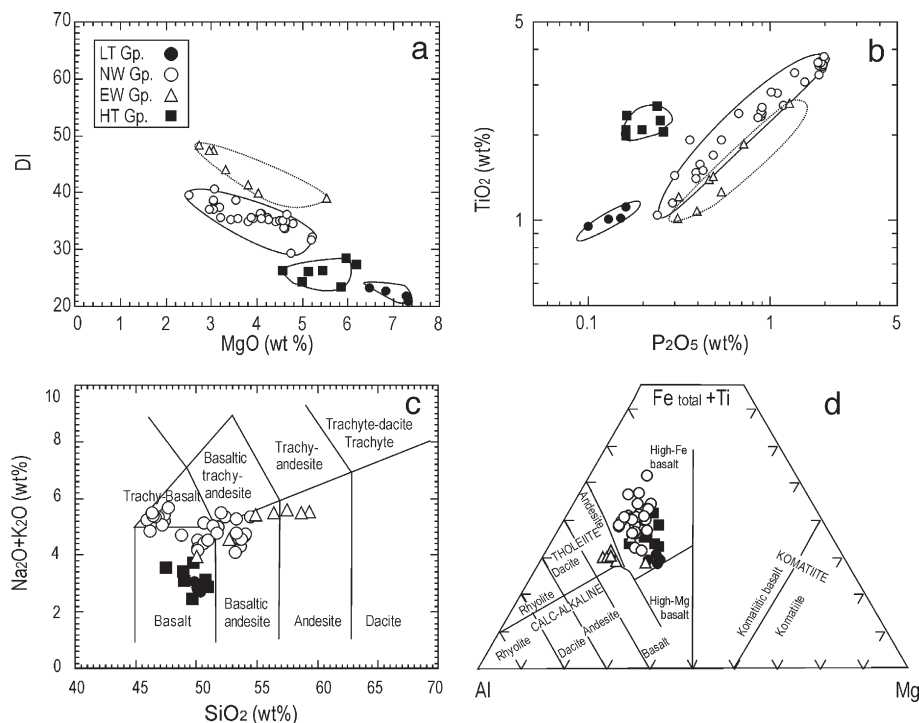 a
LT Gp.
NW Gp.
EW Gp.
HT Gp.
DI
70
60
50
40
30
20
0 1 2 3 4 5 6 7 8
MgO (wt %)
b
TiO2 (wt%)
5
1
0.1 1 5
P2O5 (wt%)
c
Na2O+K2O (wt%)
10
8
6
4
2
0
Trachyte-dacite
Trachyte
Trachy-
andesite
Basaltic
trachy-
andesite
Trachy-Basalt
Basalt
Basaltic
andesite
Andesite
Dacite
40 45 50 55 60 65 70
SiO2 (wt%)
d
Fe total +Ti
High-Fe
basalt
Andesite
THOLEIITE
Dacite
Rhyolite
CALC-ALKALINE
Rhyolite
Dacite
Andesite
Basalt
High-Mg
basalt
Komatiitic basalt
KOMATIITE
Komatiite
Al
Mg